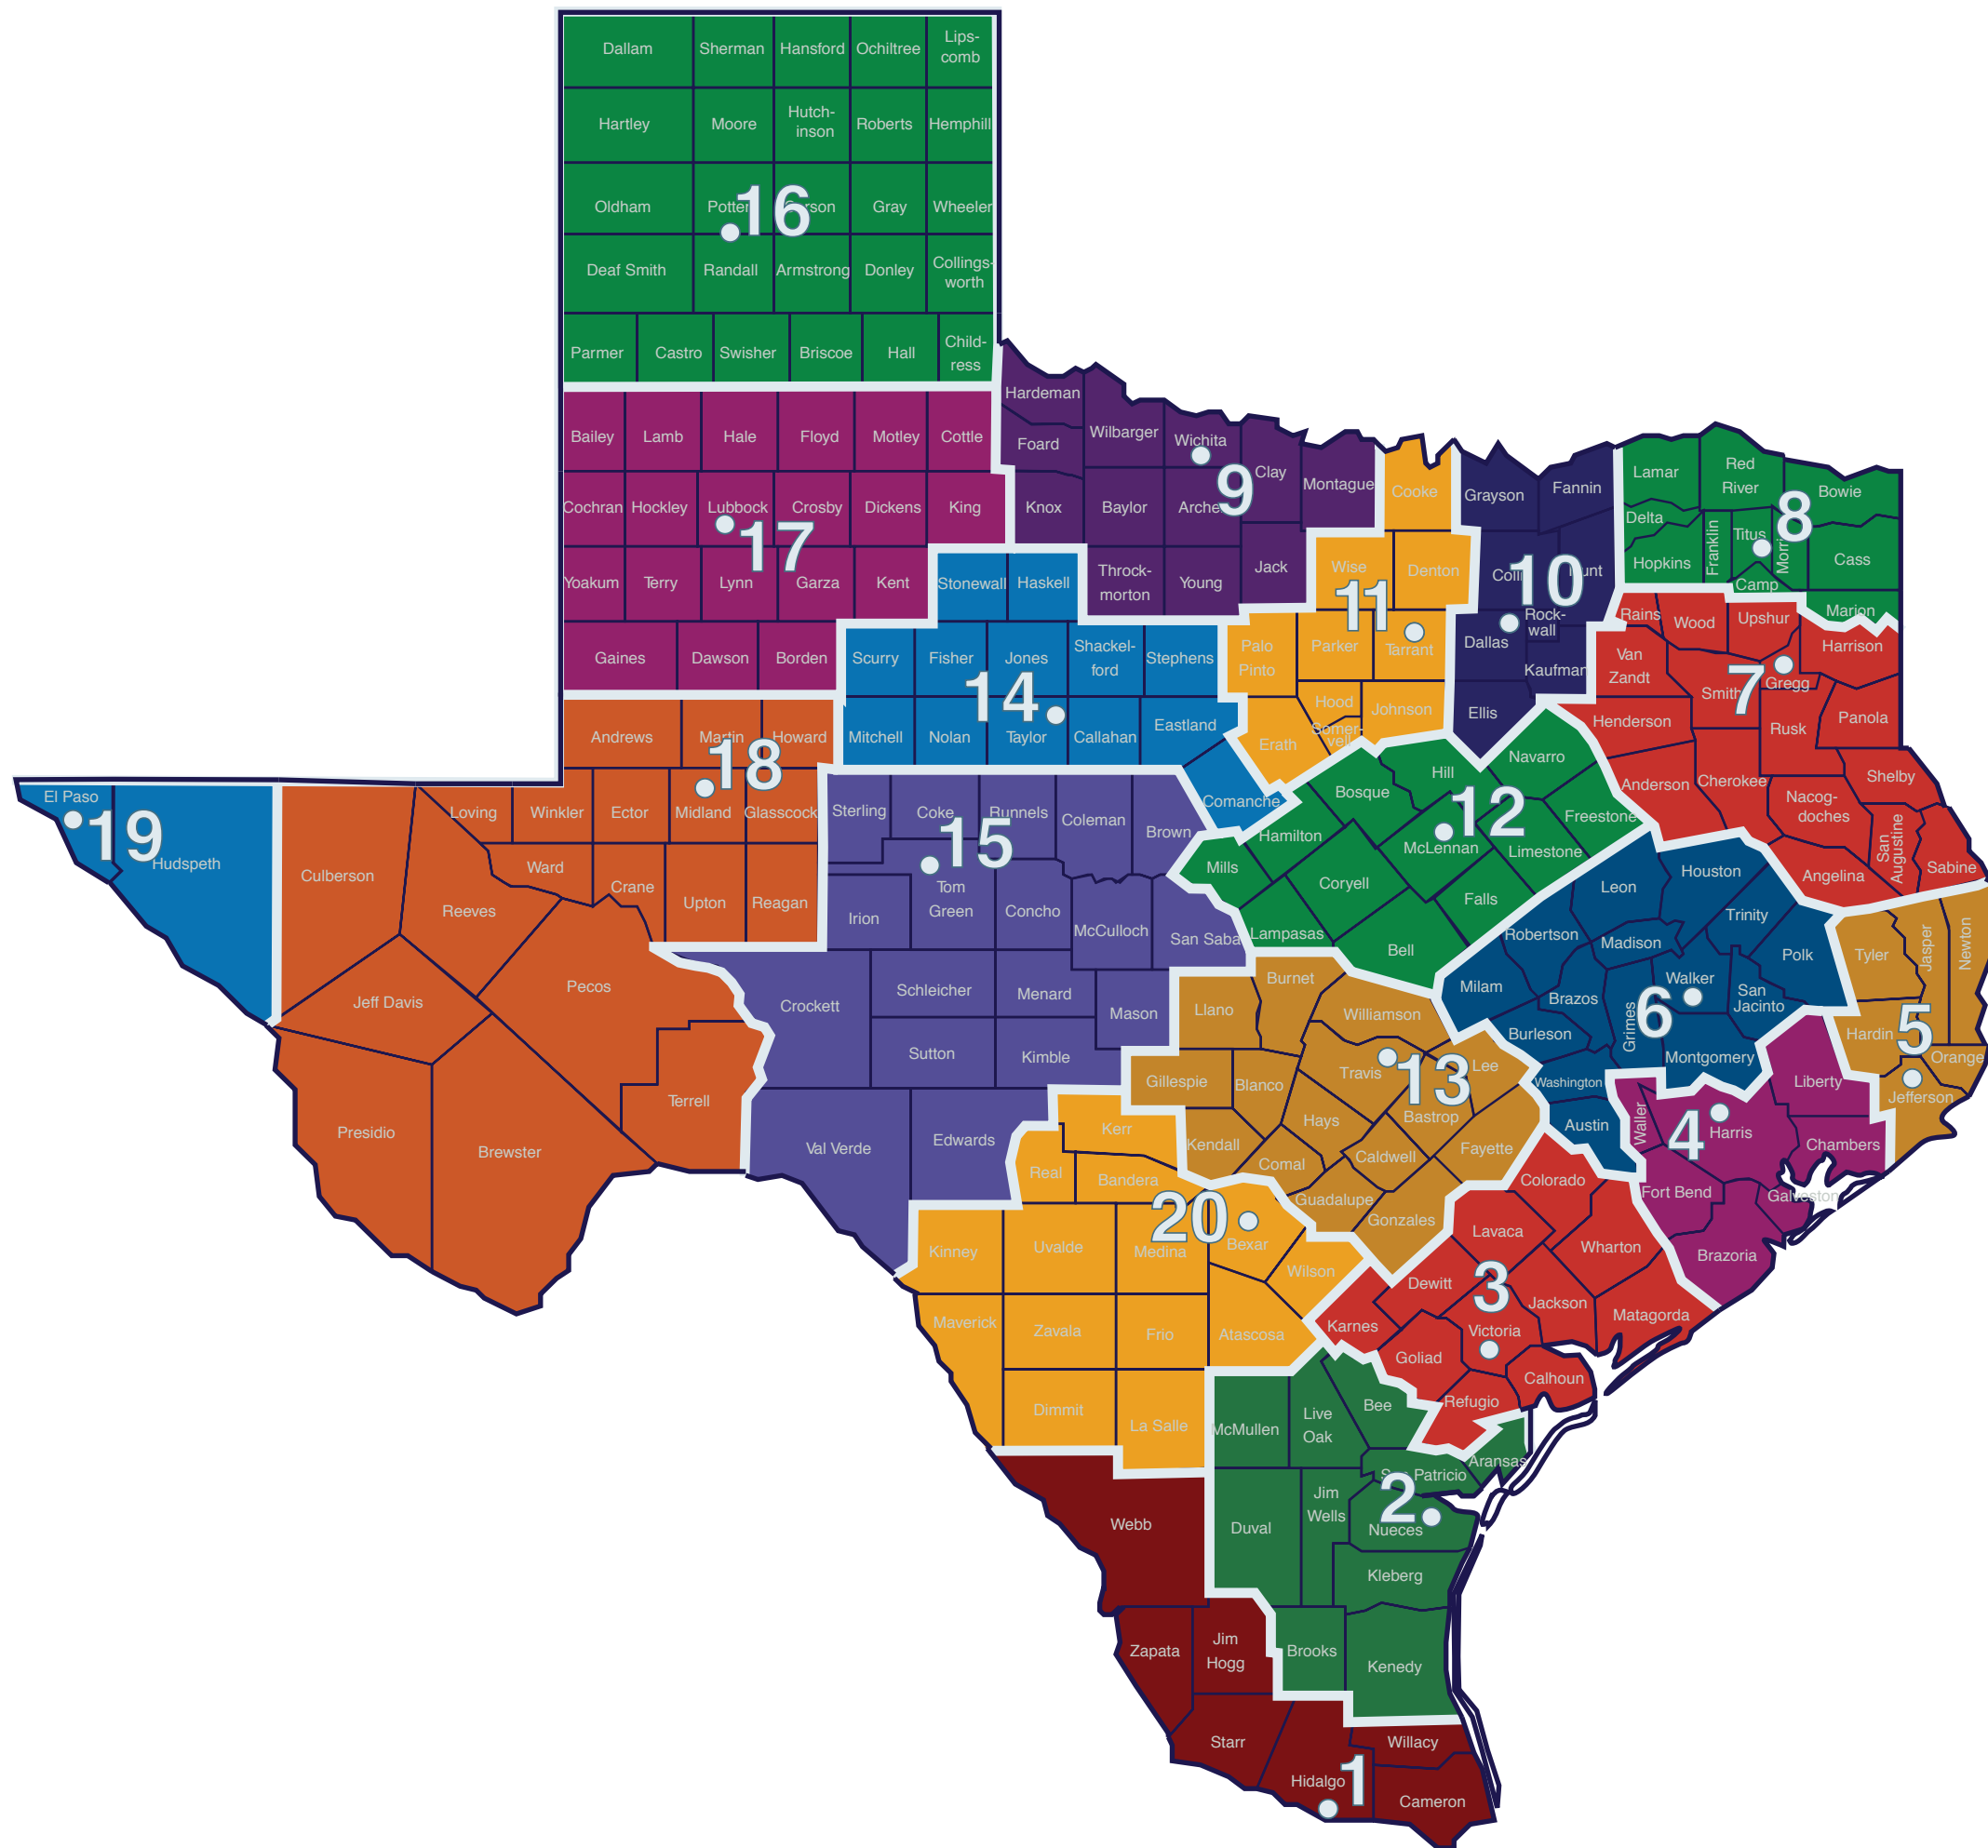 Dallam
Sherman
Hansford
Ochiltree
Lips-
comb
Hartley
Moore
Hutch-
inson
Roberts
Hemphill
Oldham
16
Gray
Wheeler
Deaf Smith
Randall
Armstrong
Donley
Collings-
worth
Parmer
Castro
Swisher
Briscoe
Hall
Child-
ress
Bailey
Lamb
Hale
Floyd
Motley
Cottle
Cochran
Hockley
Lubbock
Crosby
Dickens
King
17
Yoakum
Terry
Lynn
Garza
Kent
Gaines
Dawson
Borden
Hardeman
Foard
Wilbarger
Wichita
Clay
Montague
Knox
Baylor
9
Throck-
morton
Young
Jack
Cooke
Wise
Denton
11
Palo
Pinto
Parker
Tarrant
Hood
Johnson
Somer-
vell
Erath
Grayson
Fannin
10
Dallas
Rock-
wall
Kaufman
Ellis
Lamar
Red
River
Bowie
Delta
8
Titus
Franklin
Hopkins
Cass
Camp
Marion
Rains
Wood
Upshur
Harrison
Van
Zandt
Smith
7
Gregg
Henderson
Rusk
Panola
Anderson
Cherokee
Shelby
Nacog-
doches
San
Augustine
Angelina
Sabine
Stonewall
Haskell
Scurry
Fisher
Jones
Shackel-
ford
Stephens
14
Mitchell
Nolan
Taylor
Callahan
Eastland
Comanche
Andrews
Martin
Howard
18
Loving
Winkler
Ector
Midland
Glasscock
Ward
Crane
Upton
Reagan
Culberson
Reeves
Jeff Davis
Pecos
Terrell
Presidio
Brewster
El Paso
19
Hudspeth
Sterling
Coke
Runnels
Coleman
Brown
15
Tom
Green
Irion
Concho
McCulloch
San Saba
Crockett
Schleicher
Menard
Mason
Sutton
Kimble
Val Verde
Edwards
Navarro
Hill
Bosque
12
Freestone
Hamilton
McLennan
Limestone
Mills
Coryell
Falls
Lampasas
Bell
Houston
Leon
Trinity
Robertson
Madison
Polk
Milam
Walker
Brazos
6
San
Jacinto
Grimes
Burleson
Montgomery
Washington
Austin
Tyler
Jasper
Newton
Hardin
5
Orange
Jefferson
Liberty
Waller
4
Harris
Chambers
Fort Bend
Galveston
Brazoria
Burnet
Llano
Williamson
Gillespie
Blanco
Travis
13
Lee
Bastrop
Hays
Kendall
Comal
Caldwell
Fayette
Guadalupe
Gonzales
Kerr
Real
Bandera
20
Bexar
Kinney
Uvalde
Medina
Wilson
Maverick
Zavala
Frio
Atascosa
Dimmit
La Salle
Colorado
Lavaca
Wharton
Dewitt
3
Jackson
Matagorda
Karnes
Victoria
Goliad
Calhoun
Refugio
McMullen
Live
Oak
Bee
Aransas
Patricio
2
Duval
Jim
Wells
Nueces
Kleberg
Brooks
Kenedy
Webb
Zapata
Jim
Hogg
Starr
Hidalgo
1
Willacy
Cameron